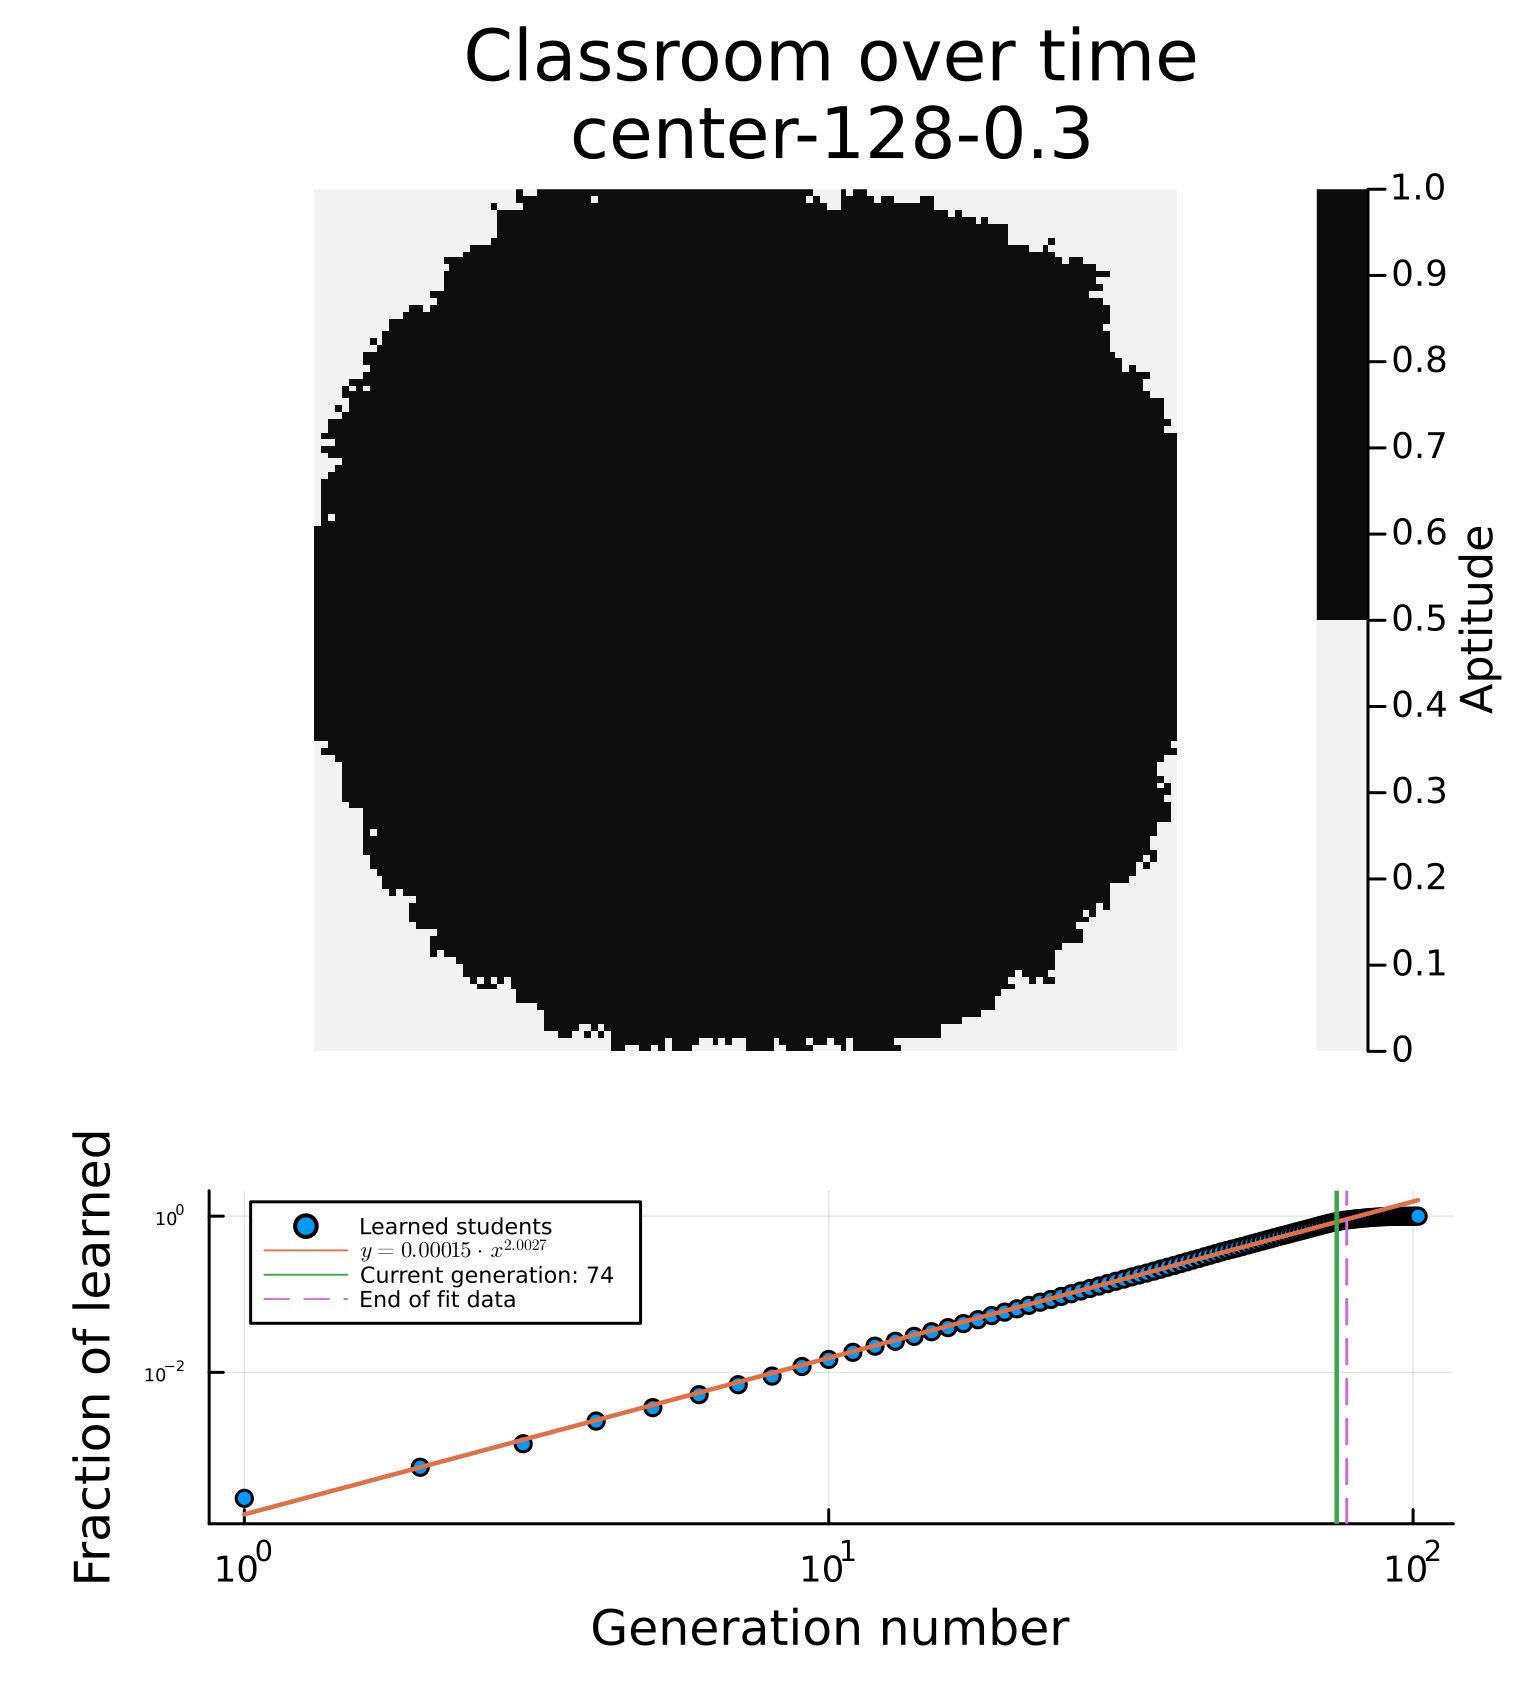 Classroom over time
center-128-0.3
1.0
0.9
0.8
0.7
0.6
0.5
0.4
0.3
0.2
0.1
0
Aptitude
Fraction of learned
10^0
10^-2
Learned students
y = 0.00015 · x^2.0027
Current generation: 74
End of fit data
10^0
10^1
10^2
Generation number